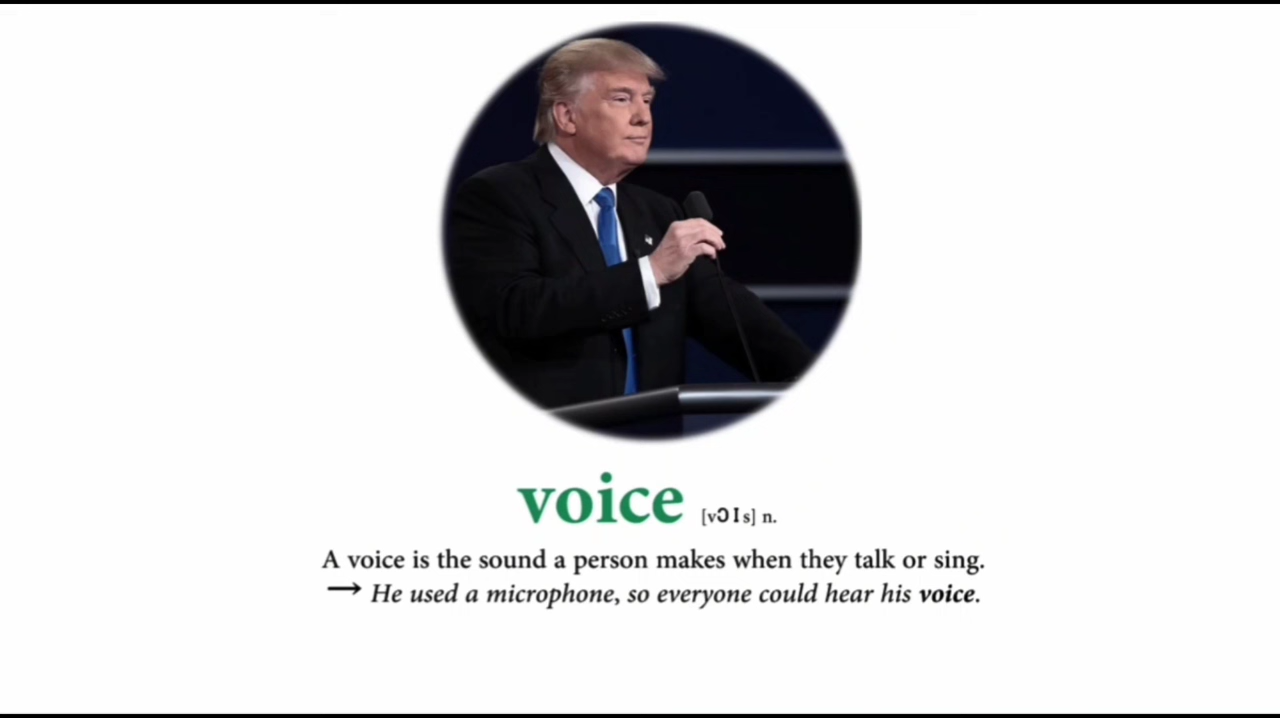 voice [vɔɪs] n.
A voice is the sound a person makes when they talk or sing.
→ He used a microphone, so everyone could hear his voice.